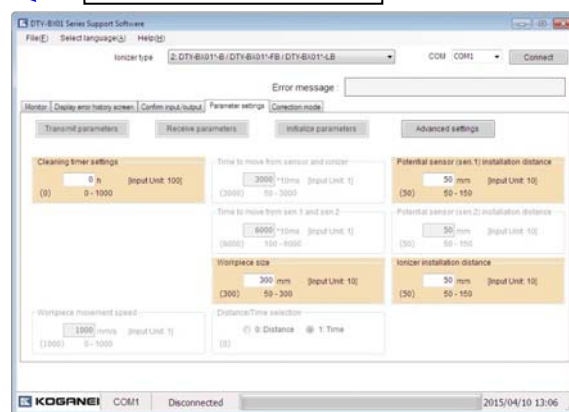 DTY-BX01 Series Support Software
File(F) Select language(A) Help(H)
Ionizer type 2: DTY-BX01*-B / DTY-BX01*-FB / DTY-BX01*-LB COM COM1 Connect
Error message :
Monitor Display error history screen Confirm input/output Parameter settings Correction mode
Transmit parameters Receive parameters Initialize parameters Advanced settings
Cleaning timer settings Time to move from sensor and ionizer Potential sensor (sen.1) installation distance
0 h [Input Unit: 100] 3000 *10ms [Input Unit: 1] 50 mm [Input Unit: 10]
(0) 0 - 1000 (3000) 50 - 3000 (50) 50 - 150
Time to move from sen 1 and sen 2 Potential sensor (sen.2) installation distance
6000 *10ms [Input Unit: 1] 50 mm [Input Unit: 10]
(6000) 100 - 6000 (50) 50 - 150
Workpiece size Ionizer installation distance
300 mm [Input Unit: 10] 50 mm [Input Unit: 10]
(300) 50 - 300 (50) 50 - 150
Workpiece movement speed Distance/Time selection
1000 mm/s [Input Unit: 1] 0: Distance 1: Time
(1000) 0 - 1000 (0)
KOGANEI COM1 Disconnected 2015/04/10 13:06